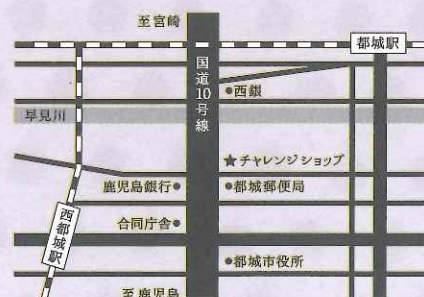 至宮崎
都城駅
国道10号線
●西銀
早見川
★チャレンジショップ
鹿児島銀行●
●都城郵便局
合同庁舎●
西都城駅
●都城市役所
至鹿児島